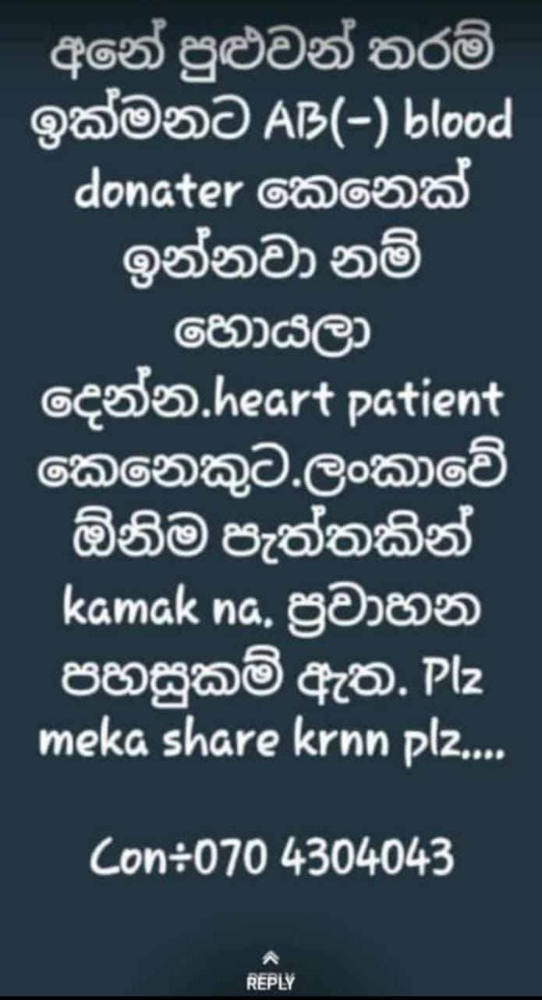 අනේ පුළුවන් තරම්
ඉක්මනට AB(-) blood
donater කෙනෙක්
ඉන්නවා නම්
හොයලා
දෙන්න.heart patient
කෙනෙකුට.ලංකාවේ
ඕනිම පැත්තකින්
kamak na. ප්‍රවාහන
පහසුකම් ඇත. Plz
meka share krnn plz....
Con÷070 4304043
REPLY